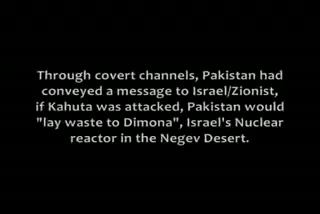 Through covert channels, Pakistan had
conveyed a message to Israel/Zionist,
if Kahuta was attacked, Pakistan would
"lay waste to Dimona", Israel's Nuclear
reactor in the Negev Desert.